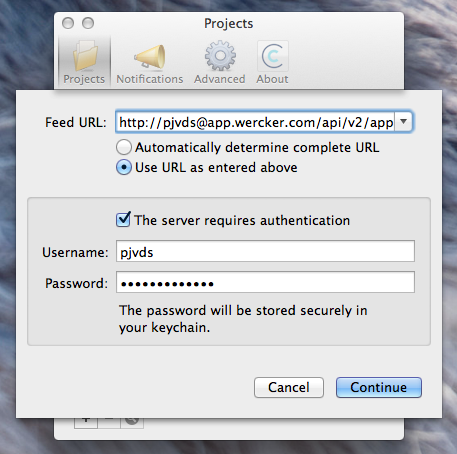 Projects
Projects Notifications Advanced About
Feed URL: http://pjvds@app.wercker.com/api/v2/app
Automatically determine complete URL
Use URL as entered above
The server requires authentication
Username: pjvds
Password: •••••••••••••
The password will be stored securely in
your keychain.
Cancel Continue